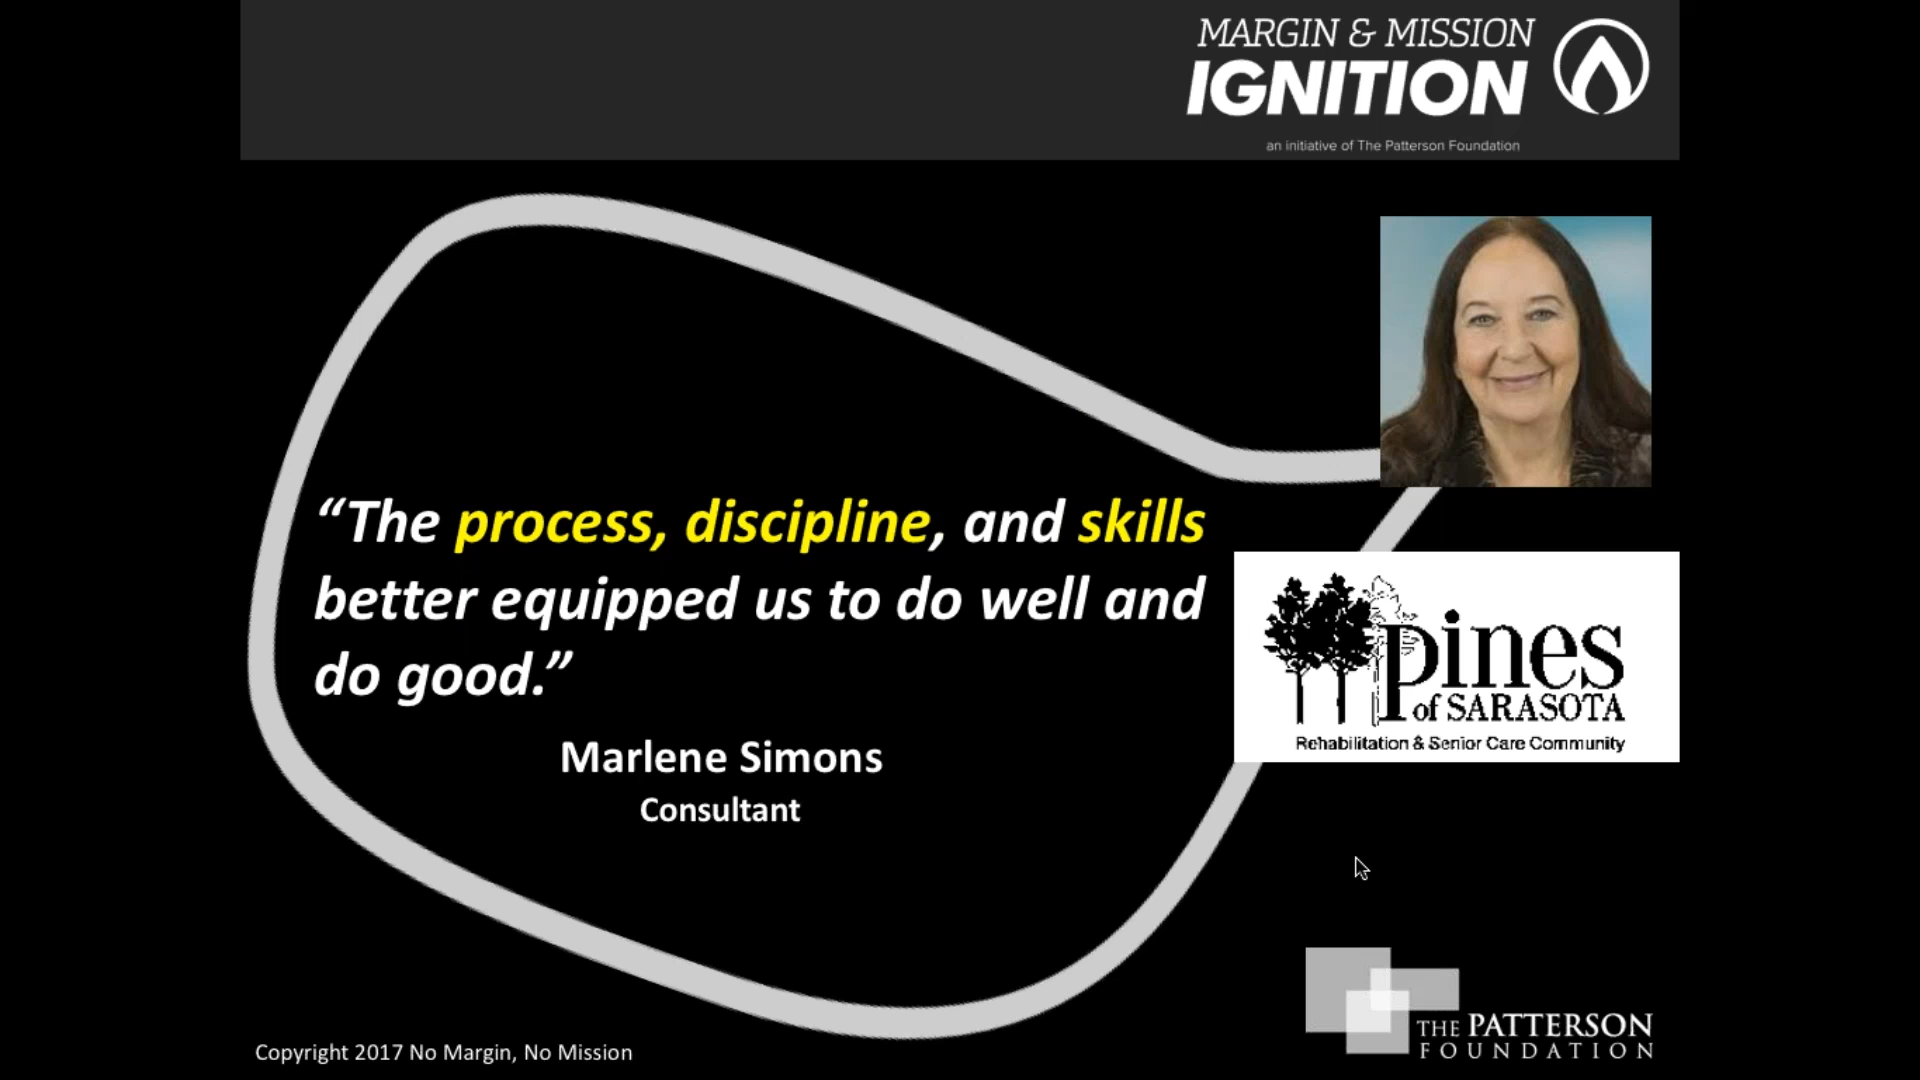 MARGIN & MISSION
IGNITION
an initiative of The Patterson Foundation
“The process, discipline, and skills
better equipped us to do well and
do good.”
Marlene Simons
Consultant
pines
of SARASOTA
Rehabilitation & Senior Care Community
THE PATTERSON
FOUNDATION
Copyright 2017 No Margin, No Mission